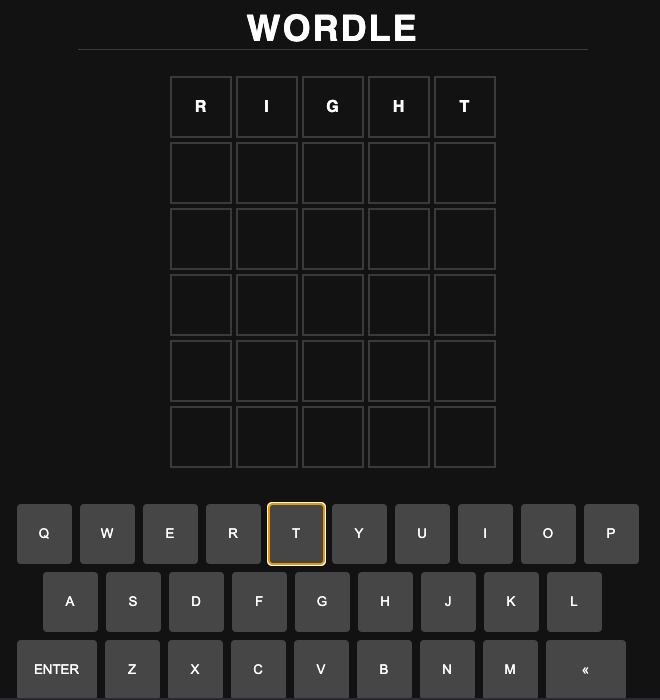 WORDLE
R I G H T
Q W E R T Y U I O P
A S D F G H J K L
ENTER Z X C V B N M «